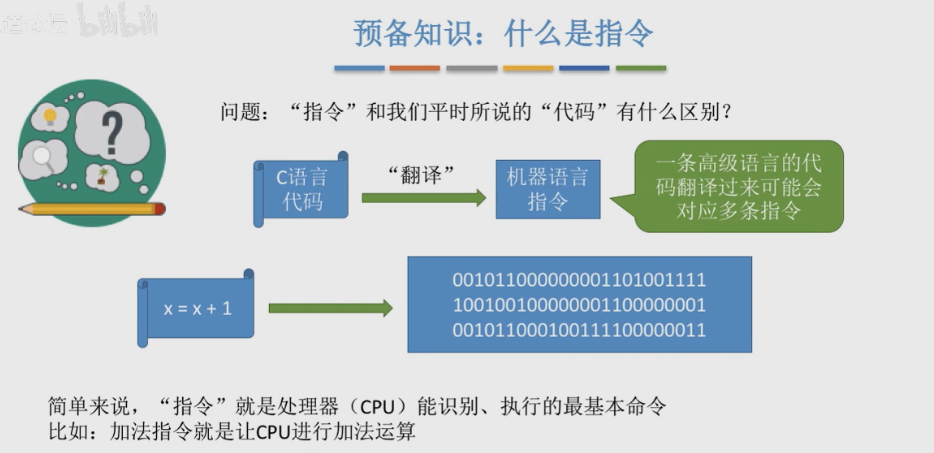 bilibili
预备知识：什么是指令
问题：“指令”和我们平时所说的“代码”有什么区别？
C语言
代码
“翻译”
机器语言
指令
一条高级语言的代
码翻译过来可能会
对应多条指令
x = x + 1
001011000000001101001111
100100100000001100000001
001011000100111100000011
简单来说，“指令”就是处理器（CPU）能识别、执行的最基本命令
比如：加法指令就是让CPU进行加法运算